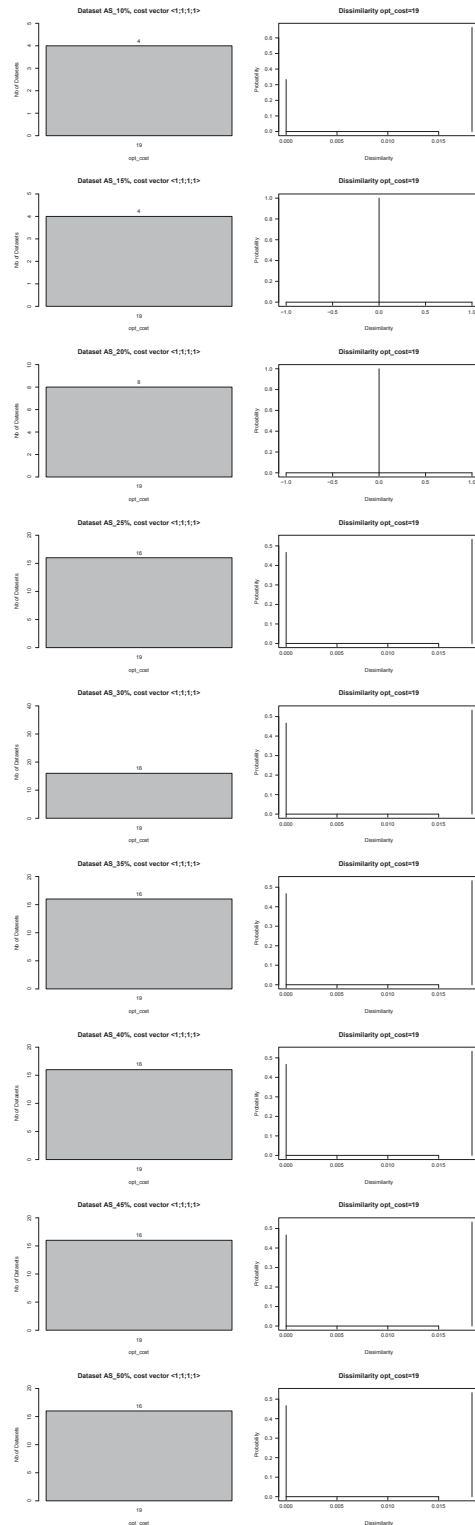 Dataset AS_10%, cost vector <1;1;1;1>
Nb of Datasets
0 1 2 3 4 5
4
19
opt_cost
Dissimilarity opt_cost=19
Probability
0.0 0.1 0.2 0.3 0.4 0.5 0.6
0.000 0.005 0.010 0.015
Dissimilarity
Dataset AS_15%, cost vector <1;1;1;1>
Nb of Datasets
0 1 2 3 4 5
4
19
opt_cost
Dissimilarity opt_cost=19
Probability
0.0 0.2 0.4 0.6 0.8 1.0
−1.0 −0.5 0.0 0.5 1.0
Dissimilarity
Dataset AS_20%, cost vector <1;1;1;1>
Nb of Datasets
0 2 4 6 8 10
8
19
opt_cost
Dissimilarity opt_cost=19
Probability
0.0 0.2 0.4 0.6 0.8 1.0
−1.0 −0.5 0.0 0.5 1.0
Dissimilarity
Dataset AS_25%, cost vector <1;1;1;1>
Nb of Datasets
0 5 10 15 20
16
19
opt_cost
Dissimilarity opt_cost=19
Probability
0.0 0.1 0.2 0.3 0.4 0.5
0.000 0.005 0.010 0.015
Dissimilarity
Dataset AS_30%, cost vector <1;1;1;1>
Nb of Datasets
0 10 20 30 40
16
19
opt_cost
Dissimilarity opt_cost=19
Probability
0.0 0.1 0.2 0.3 0.4 0.5
0.000 0.005 0.010 0.015
Dissimilarity
Dataset AS_35%, cost vector <1;1;1;1>
Nb of Datasets
0 5 10 15 20
16
19
opt_cost
Dissimilarity opt_cost=19
Probability
0.0 0.1 0.2 0.3 0.4 0.5
0.000 0.005 0.010 0.015
Dissimilarity
Dataset AS_40%, cost vector <1;1;1;1>
Nb of Datasets
0 5 10 15 20
16
19
opt_cost
Dissimilarity opt_cost=19
Probability
0.0 0.1 0.2 0.3 0.4 0.5
0.000 0.005 0.010 0.015
Dissimilarity
Dataset AS_45%, cost vector <1;1;1;1>
Nb of Datasets
0 5 10 15 20
16
19
opt_cost
Dissimilarity opt_cost=19
Probability
0.0 0.1 0.2 0.3 0.4 0.5
0.000 0.005 0.010 0.015
Dissimilarity
Dataset AS_50%, cost vector <1;1;1;1>
Nb of Datasets
0 5 10 15 20
16
19
opt_cost
Dissimilarity opt_cost=19
Probability
0.0 0.1 0.2 0.3 0.4 0.5
0.000 0.005 0.010 0.015
Dissimilarity